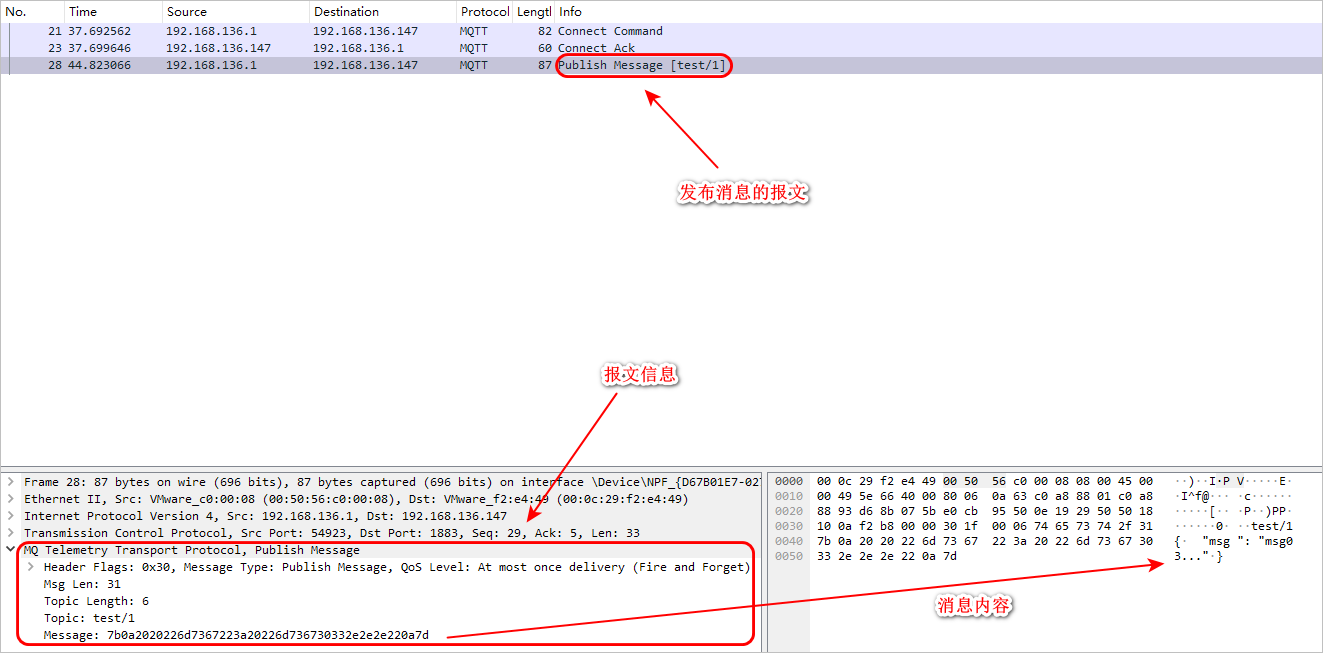 No. Time Source Destination Protocol Lengtl Info
21 37.692562 192.168.136.1 192.168.136.147 MQTT 82 Connect Command
23 37.699646 192.168.136.147 192.168.136.1 MQTT 60 Connect Ack
28 44.823066 192.168.136.1 192.168.136.147 MQTT 87 Publish Message [test/1]
发布消息的报文
报文信息
Frame 28: 87 bytes on wire (696 bits), 87 bytes captured (696 bits) on interface \Device\NPF_{D67B01E7-027
Ethernet II, Src: VMware_c0:00:08 (00:50:56:c0:00:08), Dst: VMware_f2:e4:49 (00:0c:29:f2:e4:49)
Internet Protocol Version 4, Src: 192.168.136.1, Dst: 192.168.136.147
Transmission Control Protocol, Src Port: 54923, Dst Port: 1883, Seq: 29, Ack: 5, Len: 33
MQ Telemetry Transport Protocol, Publish Message
Header Flags: 0x30, Message Type: Publish Message, QoS Level: At most once delivery (Fire and Forget)
Msg Len: 31
Topic Length: 6
Topic: test/1
Message: 7b0a2020226d7367223a20226d736730332e2e2e220a7d
0000 00 0c 29 f2 e4 49 00 50 56 c0 00 08 08 00 45 00 ··)··I·P V·····E·
0010 00 49 5e 66 40 00 80 06 0a 63 c0 a8 88 01 c0 a8 ·I^f@··· ·c······
0020 88 93 d6 8b 07 5b e0 cb 95 50 0e 19 29 50 50 18 ·····[·· ·P··)PP·
0030 10 0a f2 b8 00 00 30 1f 00 06 74 65 73 74 2f 31 ······0· ··test/1
0040 7b 0a 20 20 22 6d 73 67 22 3a 20 22 6d 73 67 30 {· "msg ": "msg0
0050 33 2e 2e 2e 22 0a 7d 3..."·}
消息内容